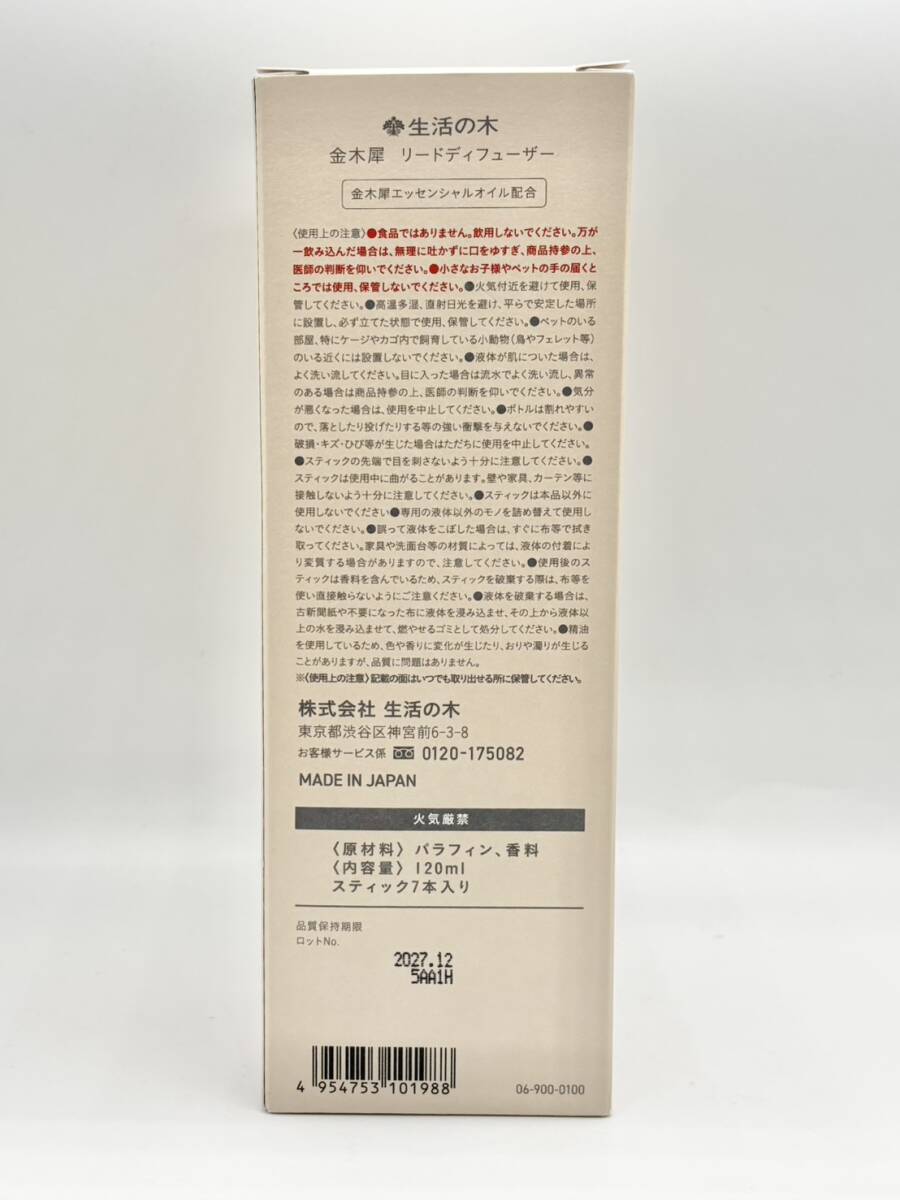 生活の木
金木犀 リードディフューザー
金木犀エッセンシャルオイル配合
〈使用上の注意〉●食品ではありません。飲用しないでください。万が
一飲み込んだ場合は、無理に吐かずに口をゆすぎ、商品持参の上、
医師の判断を仰いでください。●小さなお子様やペットの手の届くと
ころでは使用、保管しないでください。●火気付近を避けて使用、保
管してください。●高温多湿、直射日光を避け、平らで安定した場所
に設置し、必ず立てた状態で使用、保管してください。●ペットのいる
部屋、特にケージやカゴ内で飼育している小動物(鳥やフェレット等)
のいる近くには設置しないでください。●液体が肌についた場合は、
よく洗い流してください。目に入った場合は流水でよく洗い流し、異常
のある場合は商品持参の上、医師の判断を仰いでください。●気分
が悪くなった場合は、使用を中止してください。●ボトルは割れやすい
ので、落としたり投げたりする等の強い衝撃を与えないでください。●
破損・キズ・ひび等が生じた場合はただちに使用を中止してください。
●スティックの先端で目を刺さないよう十分に注意してください。●
スティックは使用中に曲がることがあります。壁や家具、カーテン等に
接触しないよう十分に注意してください。●スティックは本品以外に
使用しないでください●専用の液体以外のモノを詰め替えて使用し
ないでください。●誤って液体をこぼした場合は、すぐに布等で拭き
取ってください。家具や洗面台等の材質によっては、液体の付着によ
り変質する場合がありますので、注意してください。●使用後のス
ティックは香料を含んでいるため、スティックを破棄する際は、布等を
使い直接触らないようにご注意ください。●液体を破棄する場合は、
古新聞紙や不要になった布に液体を浸み込ませ、その上から液体以
上の水を浸み込ませて、燃やせるゴミとして処分してください。●精油
を使用しているため、色や香りに変化が生じたり、おりや濁りが生じる
ことがありますが、品質に問題はありません。
※〈使用上の注意〉記載の面はいつでも取り出せる所に保管してください。
株式会社 生活の木
東京都渋谷区神宮前6-3-8
お客様サービス係 0120-175082
MADE IN JAPAN
火気厳禁
〈原材料〉 パラフィン、香料
〈内容量〉 120ml
スティック7本入り
品質保持期限
ロットNo.
2027.12
5AA1H
4 954753 101988
06-900-0100